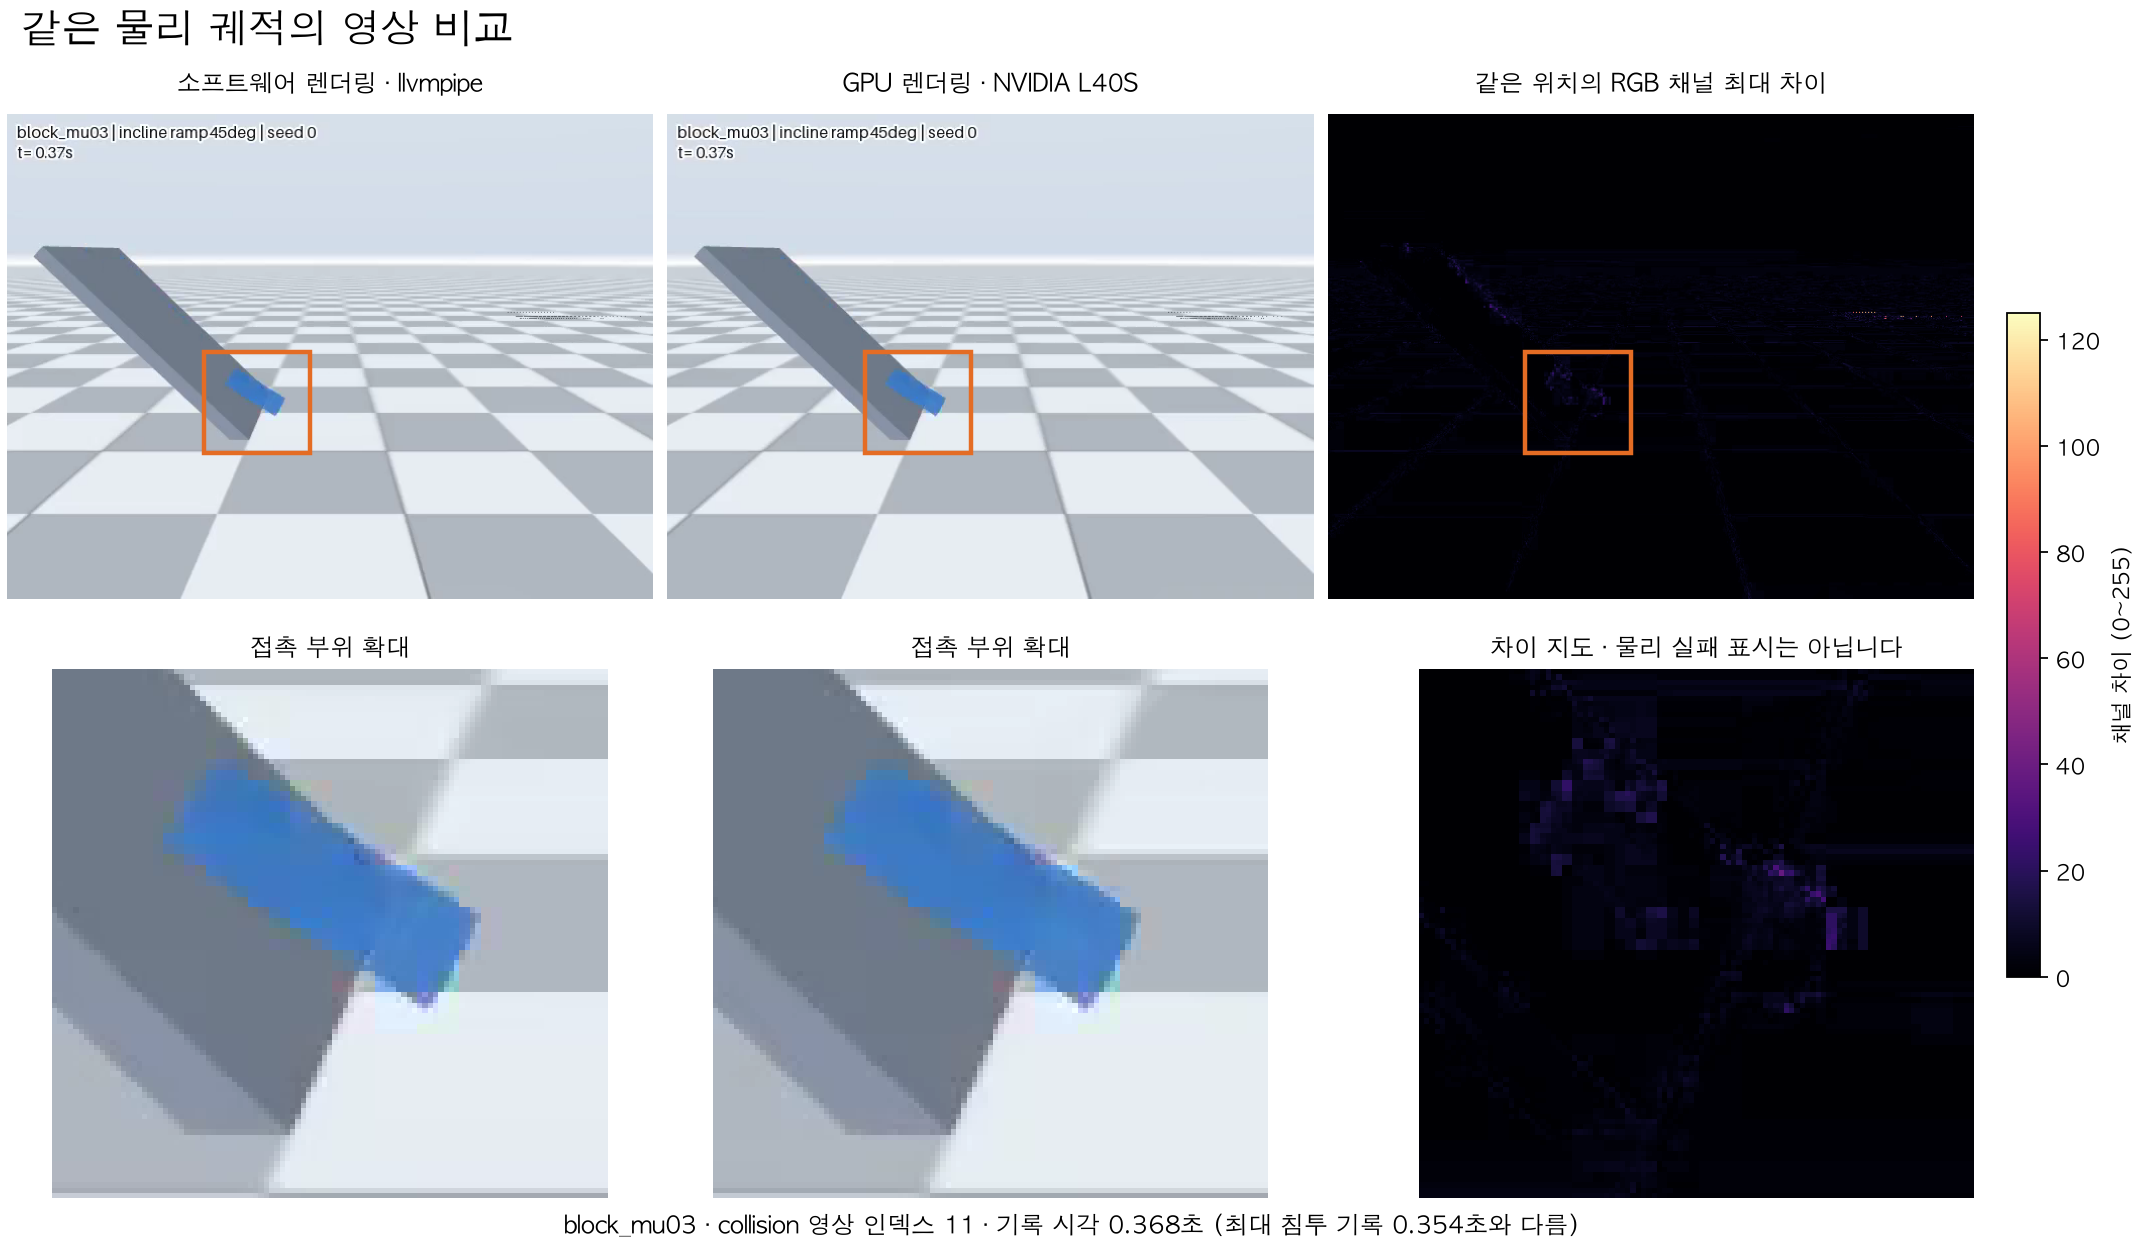 같은 물리 궤적의 영상 비교
소프트웨어 렌더링 · llvmpipe
GPU 렌더링 · NVIDIA L40S
같은 위치의 RGB 채널 최대 차이
block_mu03 | incline ramp45deg | seed 0
t= 0.37s
block_mu03 | incline ramp45deg | seed 0
t= 0.37s
120
100
80
60
40
20
0
채널 차이 (0~255)
접촉 부위 확대
접촉 부위 확대
차이 지도 · 물리 실패 표시는 아닙니다
block_mu03 · collision 영상 인덱스 11 · 기록 시각 0.368초 (최대 침투 기록 0.354초와 다름)